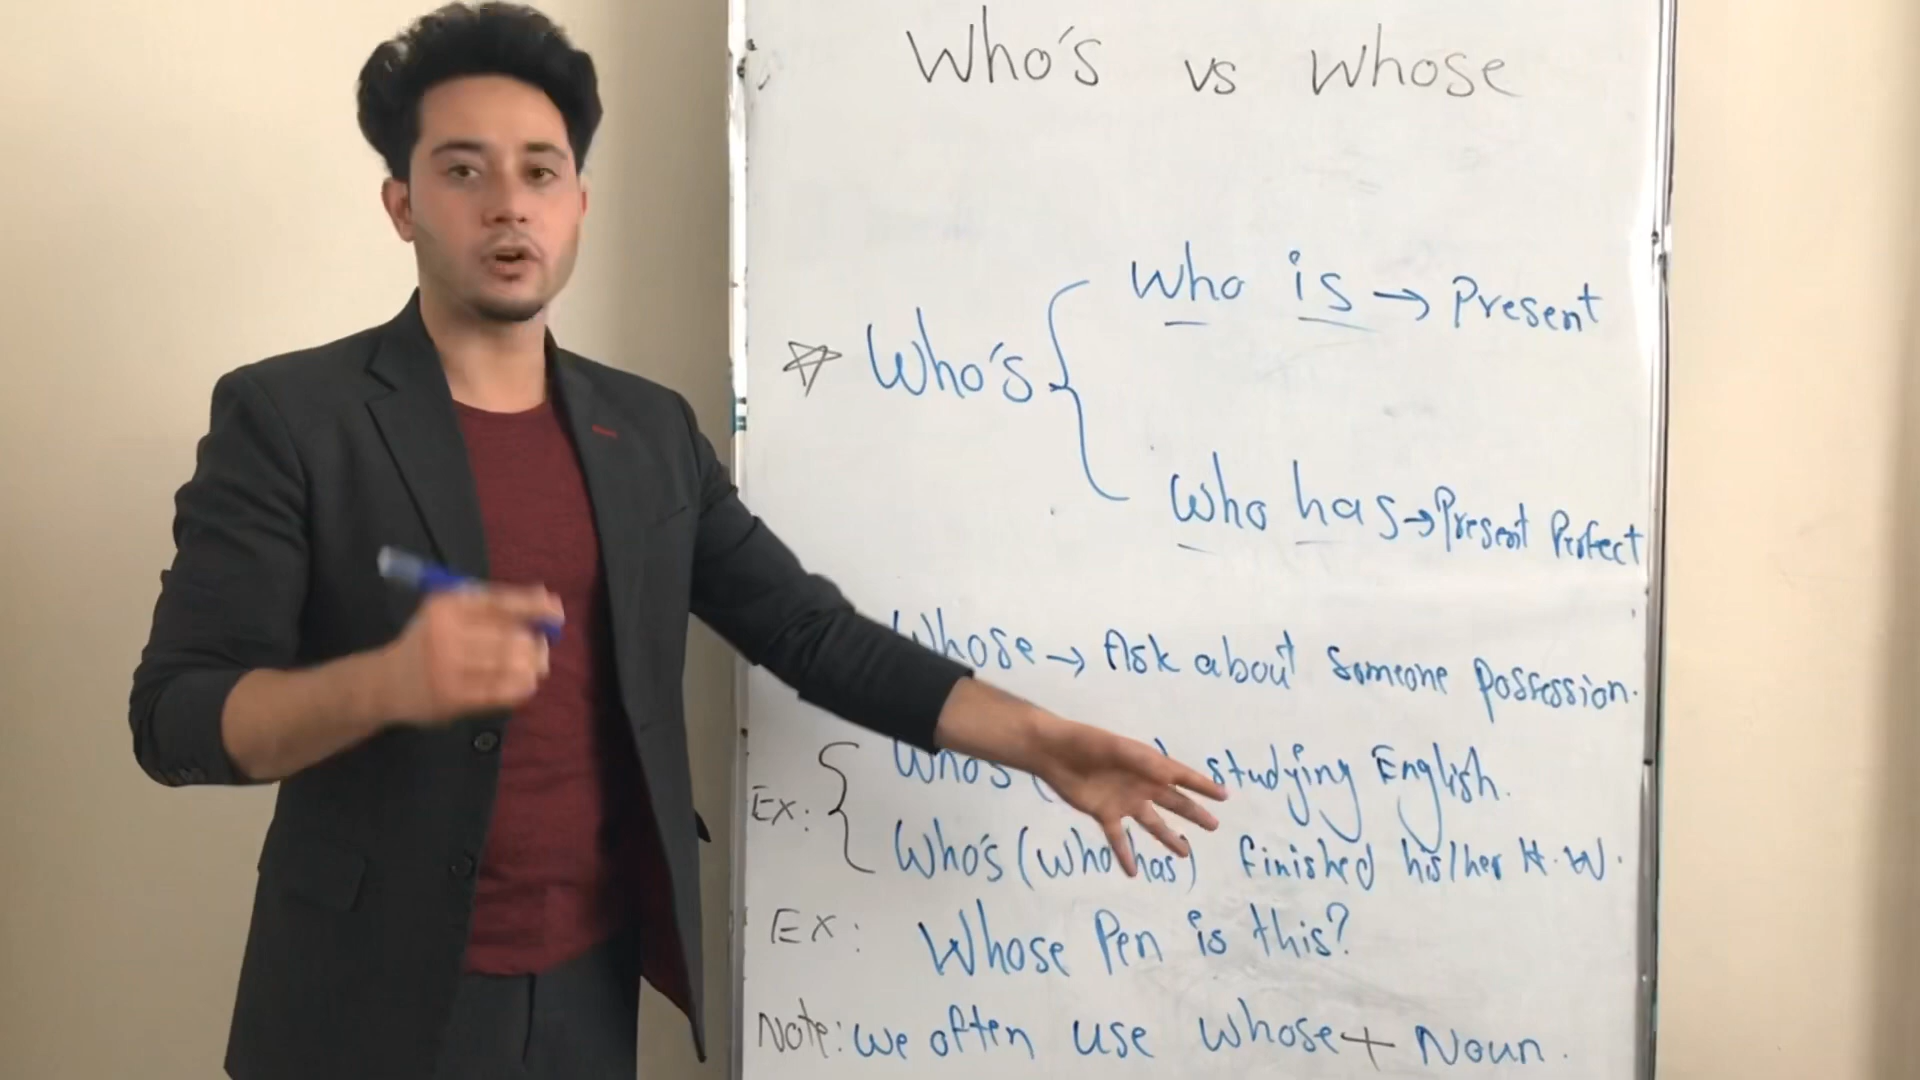 Who's vs Whose
Who is → Present
Who's
Who has → Present Perfect
Whose → Ask about Someone Possession.
Who's ( studying English.
Ex:
Who's (who has) finished his/her H.W.
Ex: Whose Pen is this?
Note: we often use whose + Noun.